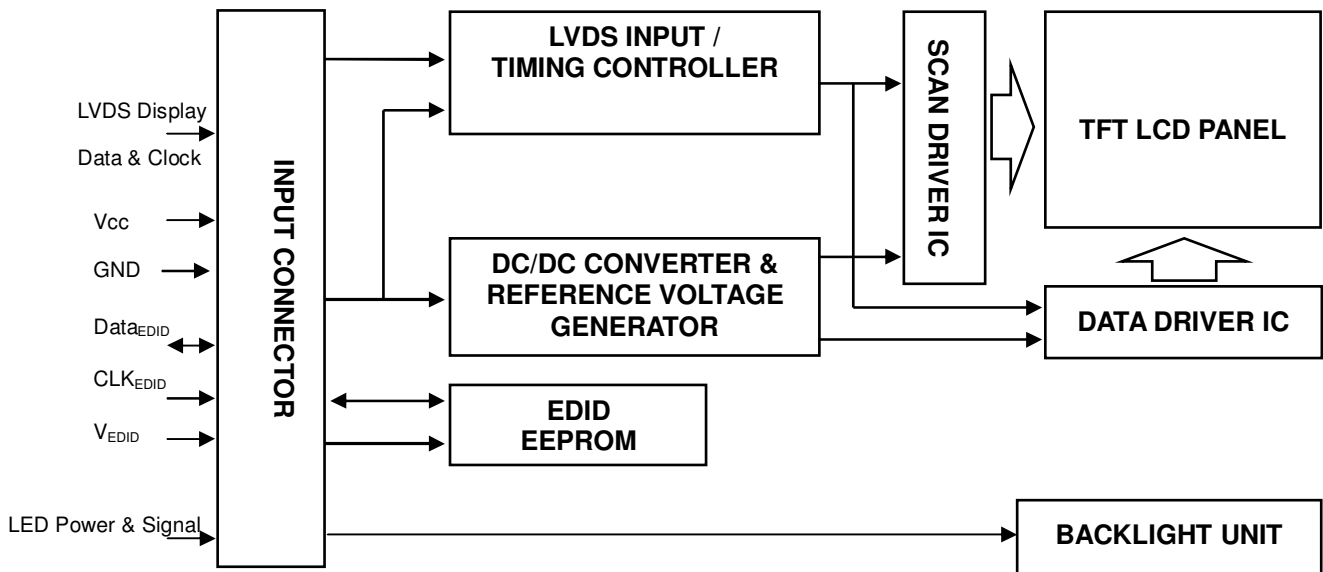 LVDS Display
Data & Clock
Vcc
GND
DataEDID
CLKEDID
VEDID
LED Power & Signal
INPUT CONNECTOR
LVDS INPUT /
TIMING CONTROLLER
DC/DC CONVERTER &
REFERENCE VOLTAGE
GENERATOR
EDID
EEPROM
SCAN DRIVER IC
TFT LCD PANEL
DATA DRIVER IC
BACKLIGHT UNIT